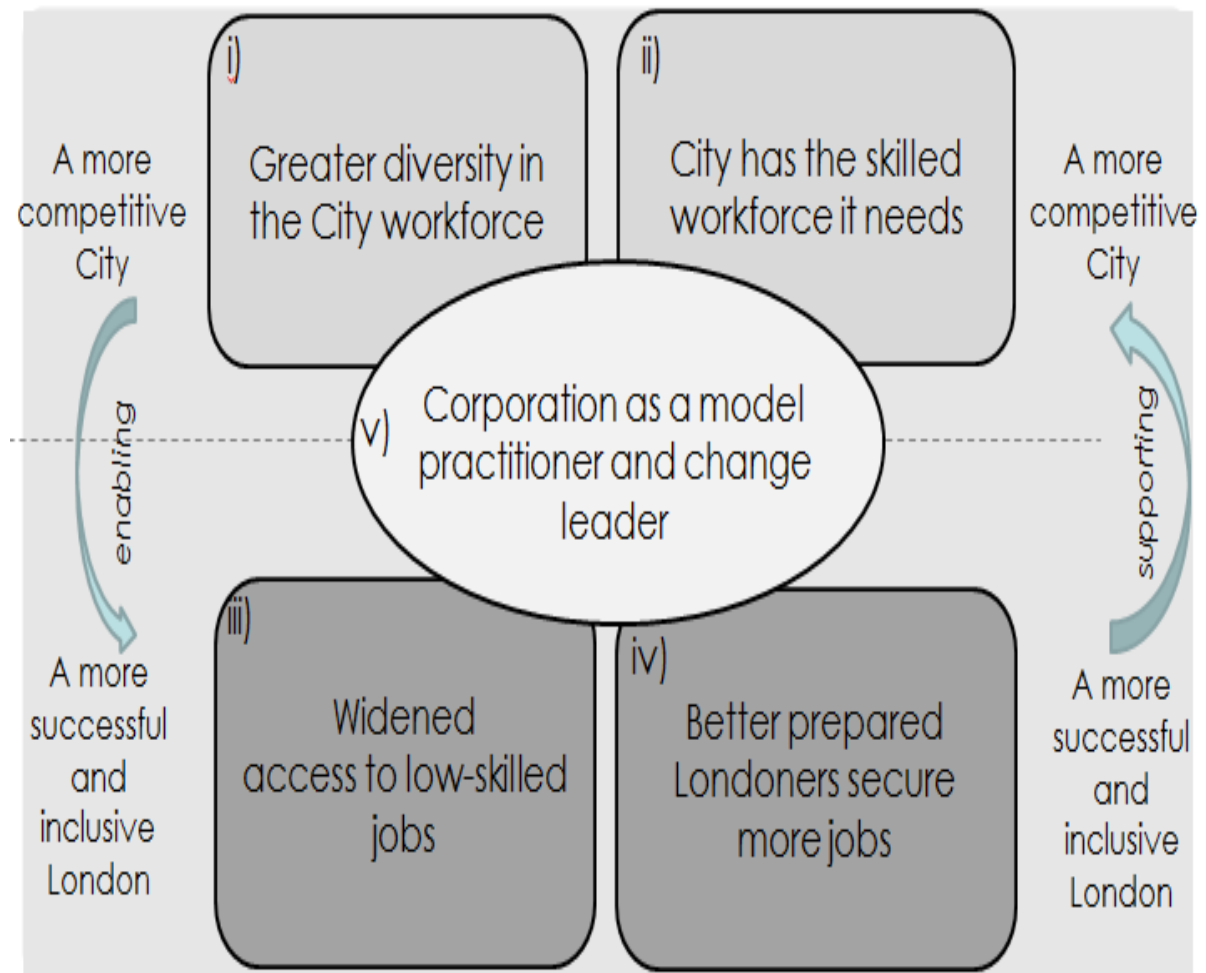 i)
Greater diversity in
the City workforce
ii)
City has the skilled
workforce it needs
A more
competitive
City
enabling
A more
successful
and
inclusive
London
A more
competitive
City
supporting
A more
successful
and
inclusive
London
v)
Corporation as a model
practitioner and change
leader
iii)
Widened
access to low-skilled
jobs
iv)
Better prepared
Londoners secure
more jobs